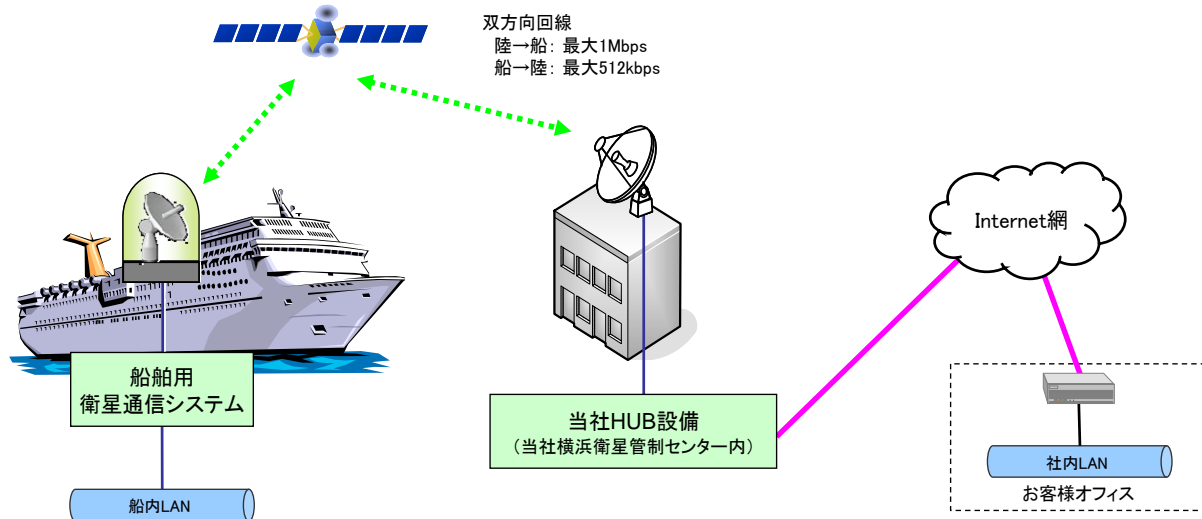 双方向回線
陸→船: 最大1Mbps
船→陸: 最大512kbps
Internet網
船舶用
衛星通信システム
当社HUB設備
（当社横浜衛星管制センター内）
社内LAN
お客様オフィス
船内LAN